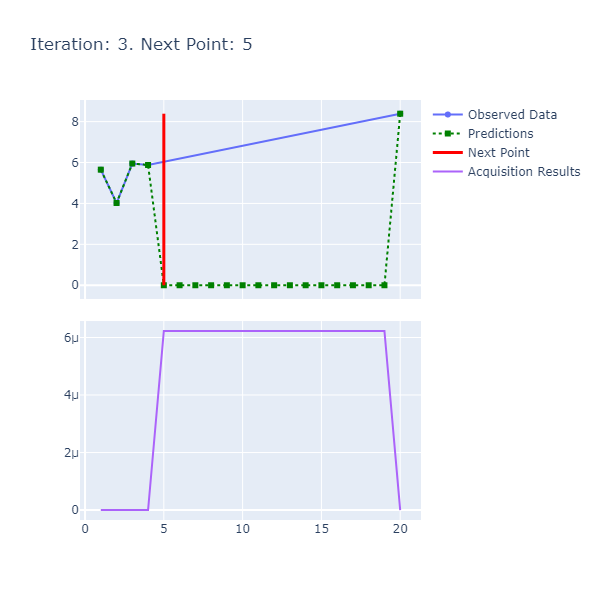 Iteration: 3. Next Point: 5
Observed Data
Predictions
Next Point
Acquisition Results
8
6
4
2
0
6μ
4μ
2μ
0
0 5 10 15 20